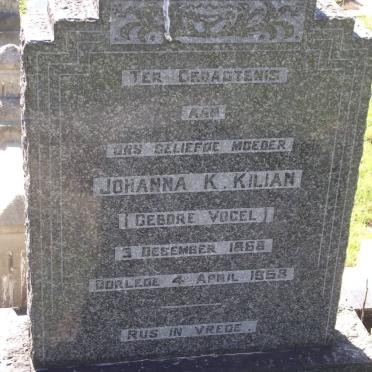 TER GEDAGTENIS
AAN
ONS GELIEFDE MOEDER
JOHANNA K. KILIAN
(GEBORE VOGEL)
3 DESEMBER 1868
OORLEDE 4 APRIL 1958
RUS IN VREDE.